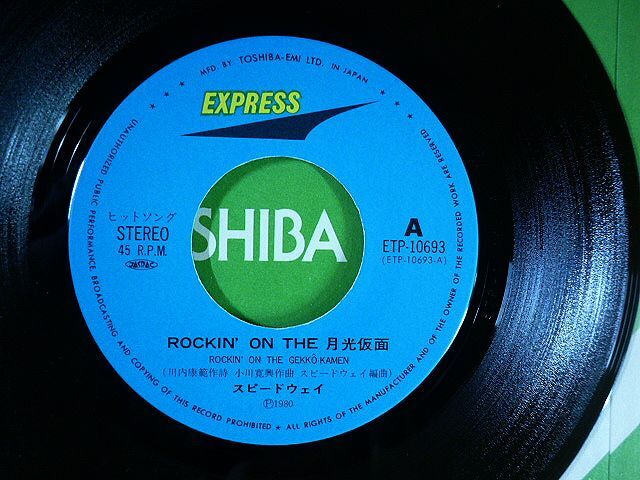 MFD. BY TOSHIBA-EMI LTD. IN JAPAN
EXPRESS
ヒットソング
STEREO
45 R.P.M.
JASRAC
SHIBA
A
ETP-10693
(ETP-10693-A)
ROCKIN' ON THE 月光仮面
ROCKIN' ON THE GEKKÔ-KAMEN
(川内康範作詩 小川寛興作曲 スピードウェイ編曲)
スピードウェイ
Ⓟ1980
UNAUTHORIZED PUBLIC PERFORMANCE, BROADCASTING AND COPYING OF THIS RECORD PROHIBITED ★ ALL RIGHTS OF THE MANUFACTURER AND OF THE OWNER OF THE RECORDED WORK ARE RESERVED